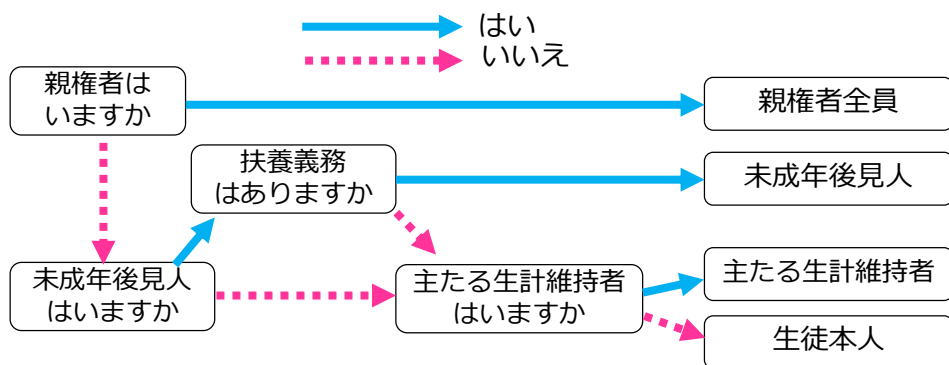 はい
いいえ
親権者は
いますか
親権者全員
扶養義務
はありますか
未成年後見人
未成年後見人
はいますか
主たる生計維持者
はいますか
主たる生計維持者
生徒本人